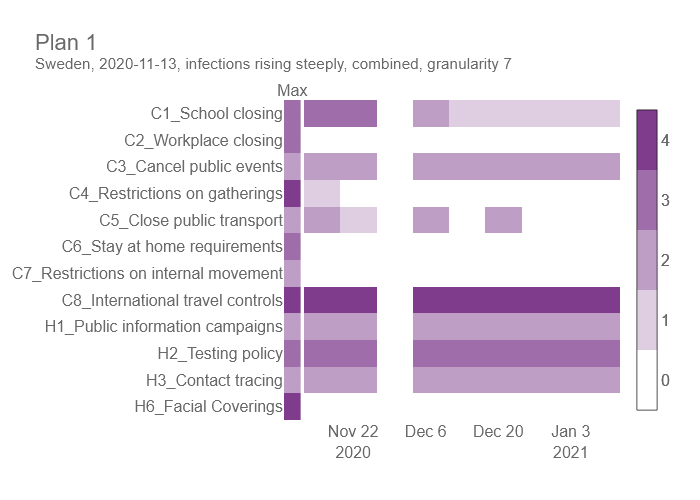 Plan 1
Sweden, 2020-11-13, infections rising steeply, combined, granularity 7
Max
C1_School closing
C2_Workplace closing
C3_Cancel public events
C4_Restrictions on gatherings
C5_Close public transport
C6_Stay at home requirements
C7_Restrictions on internal movement
C8_International travel controls
H1_Public information campaigns
H2_Testing policy
H3_Contact tracing
H6_Facial Coverings
4
3
2
1
0
Nov 22 Dec 6 Dec 20 Jan 3
2020 2021